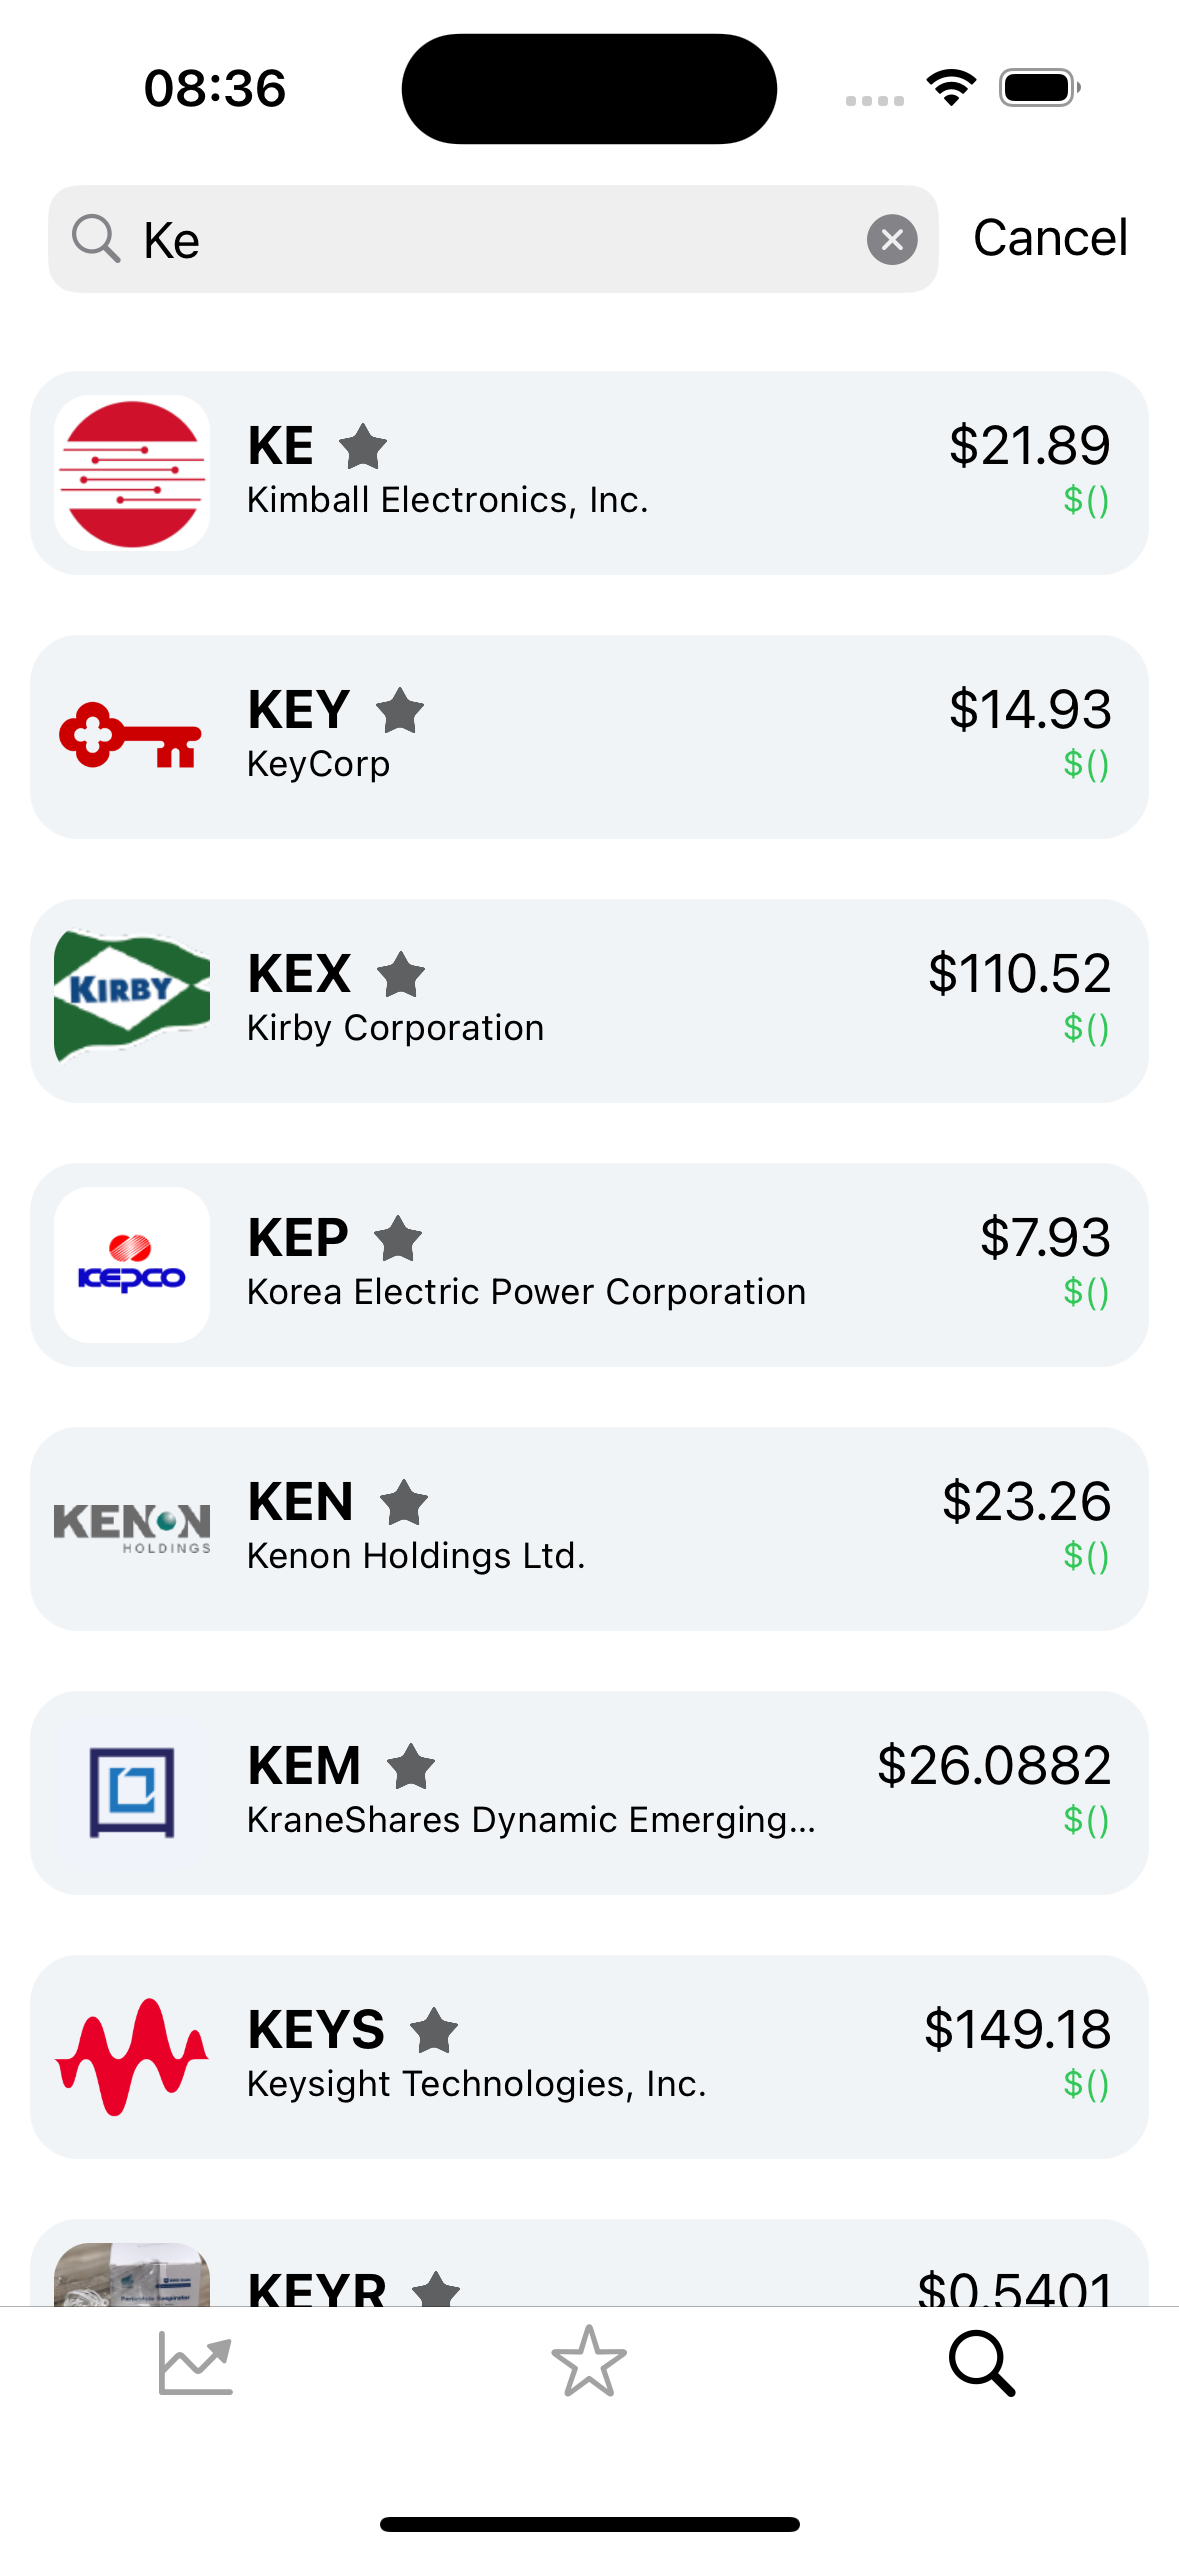 08:36
Ke
Cancel
KE
$21.89
Kimball Electronics, Inc.
$()
KEY
$14.93
KeyCorp
$()
KIRBY
KEX
$110.52
Kirby Corporation
$()
KEPCO
KEP
$7.93
Korea Electric Power Corporation
$()
KENON
HOLDINGS
KEN
$23.26
Kenon Holdings Ltd.
$()
KEM
$26.0882
KraneShares Dynamic Emerging...
$()
KEYS
$149.18
Keysight Technologies, Inc.
$()
KEYR
$0.5401